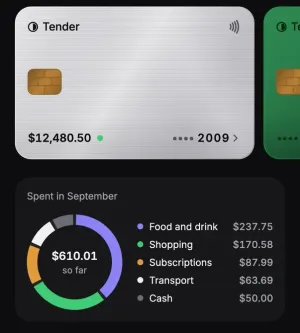 Tender
$12,480.50 •••• 2009 >
Spent in September
$610.01
so far
Food and drink $237.75
Shopping $170.58
Subscriptions $87.99
Transport $63.69
Cash $50.00